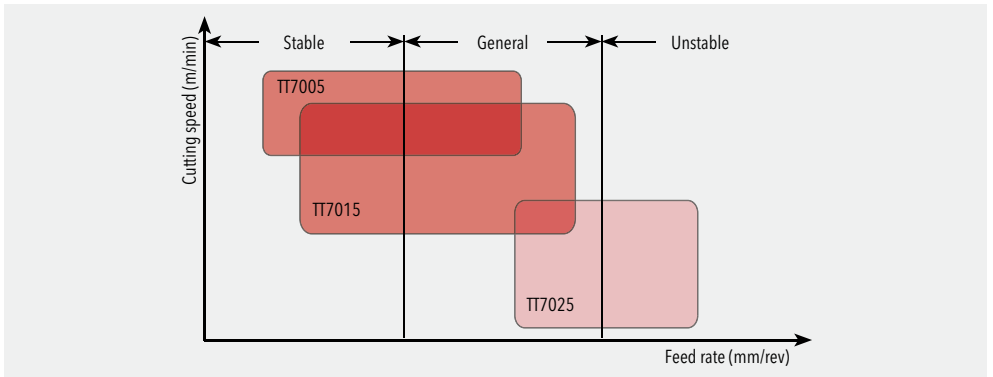 Stable
General
Unstable
Cutting speed (m/min)
TT7005
TT7015
TT7025
Feed rate (mm/rev)